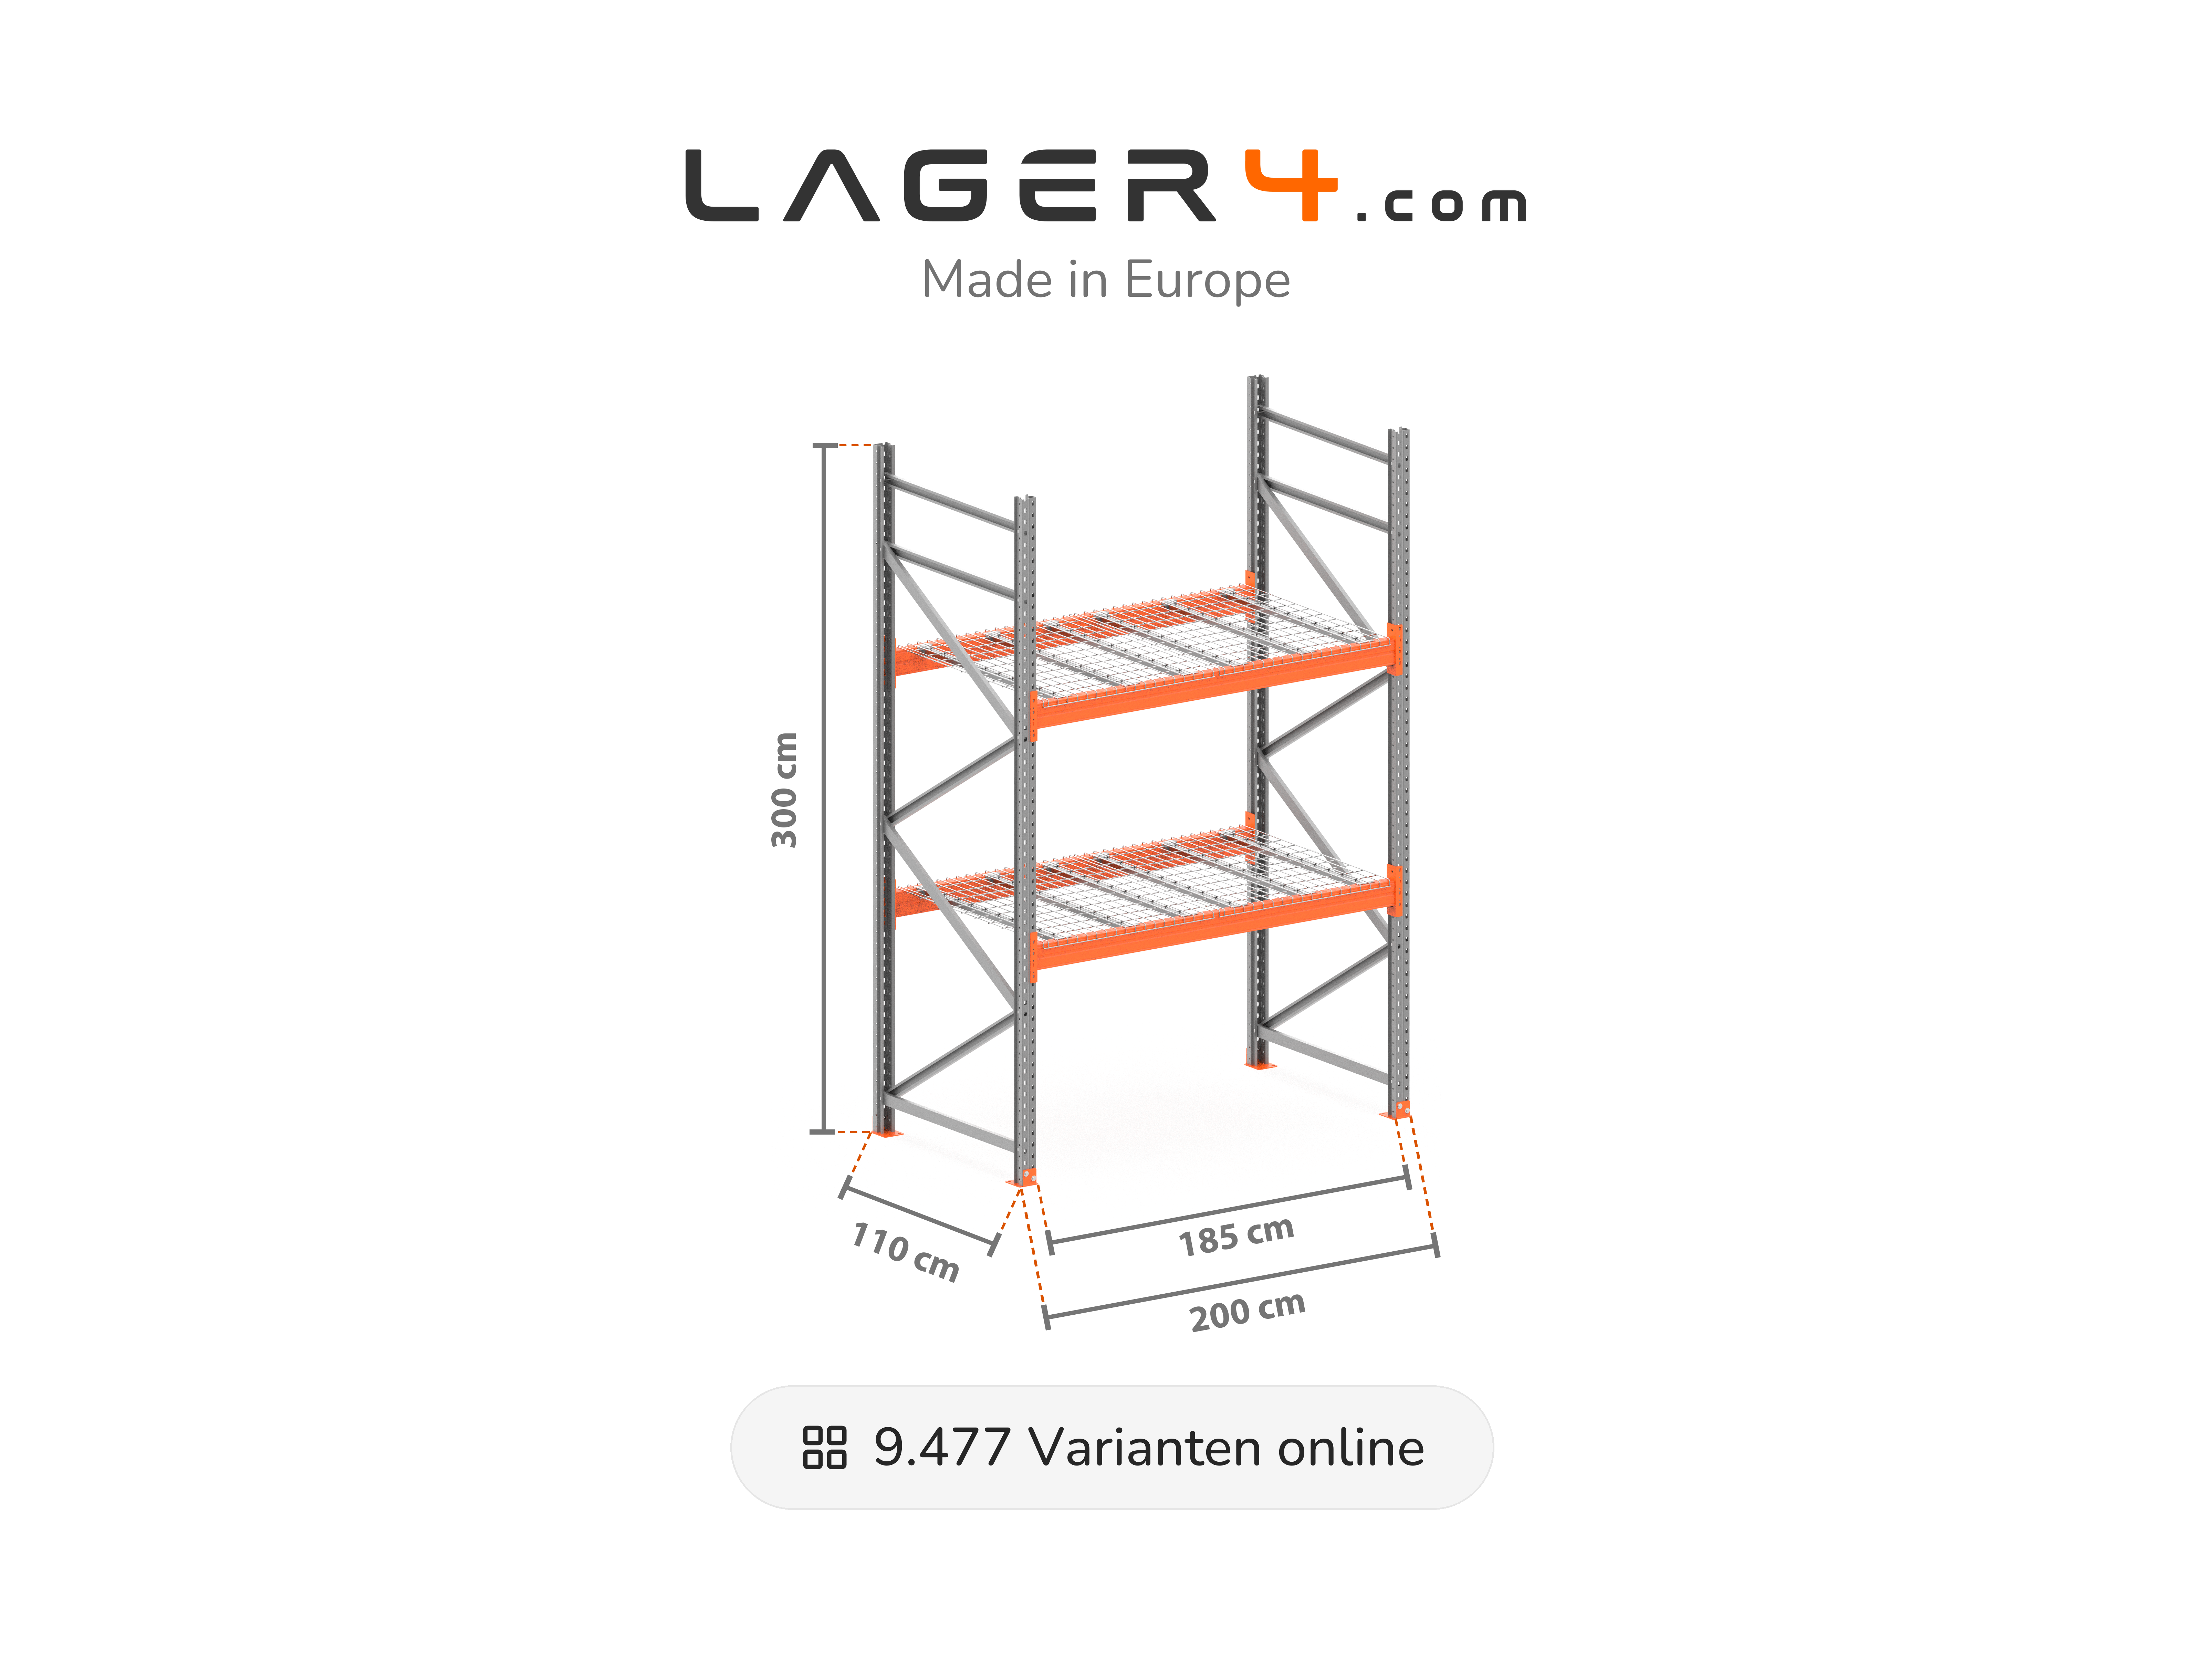 LAGER4.com
Made in Europe
300 cm
110 cm
185 cm
200 cm
9.477 Varianten online